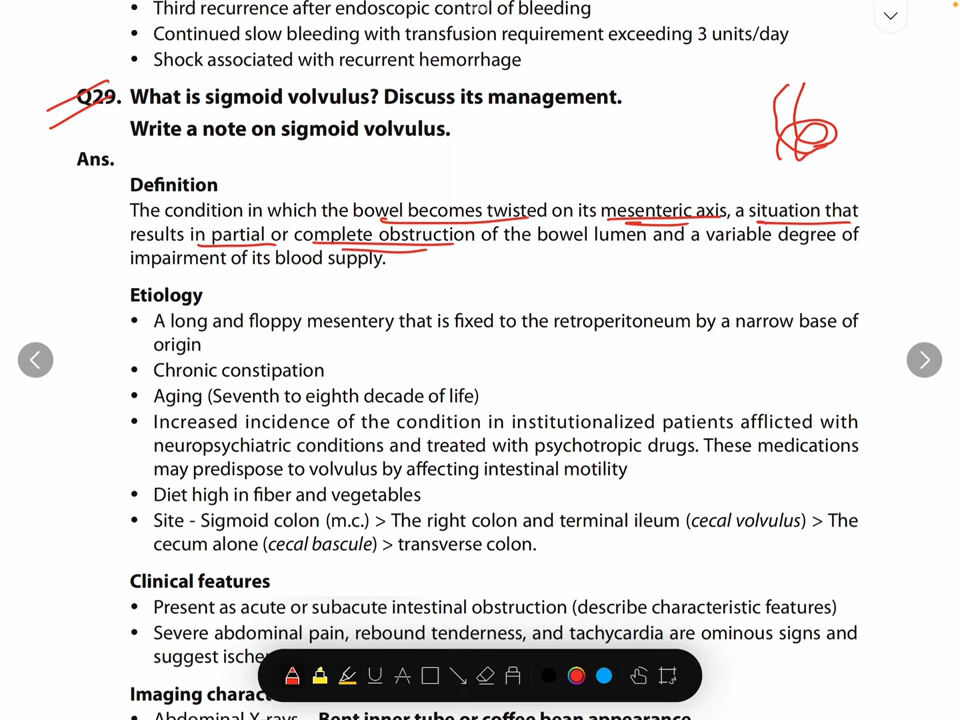 • Third recurrence after endoscopic control of bleeding
• Continued slow bleeding with transfusion requirement exceeding 3 units/day
• Shock associated with recurrent hemorrhage
Q29. What is sigmoid volvulus? Discuss its management.
Write a note on sigmoid volvulus.
Ans.
Definition
The condition in which the bowel becomes twisted on its mesenteric axis, a situation that
results in partial or complete obstruction of the bowel lumen and a variable degree of
impairment of its blood supply.
Etiology
• A long and floppy mesentery that is fixed to the retroperitoneum by a narrow base of
origin
• Chronic constipation
• Aging (Seventh to eighth decade of life)
• Increased incidence of the condition in institutionalized patients afflicted with
neuropsychiatric conditions and treated with psychotropic drugs. These medications
may predispose to volvulus by affecting intestinal motility
• Diet high in fiber and vegetables
• Site - Sigmoid colon (m.c.) > The right colon and terminal ileum (cecal volvulus) > The
cecum alone (cecal bascule) > transverse colon.
Clinical features
• Present as acute or subacute intestinal obstruction (describe characteristic features)
• Severe abdominal pain, rebound tenderness, and tachycardia are ominous signs and
suggest
Imaging
• Abdominal X-rays – Bent inner tube or coffee bean appearance